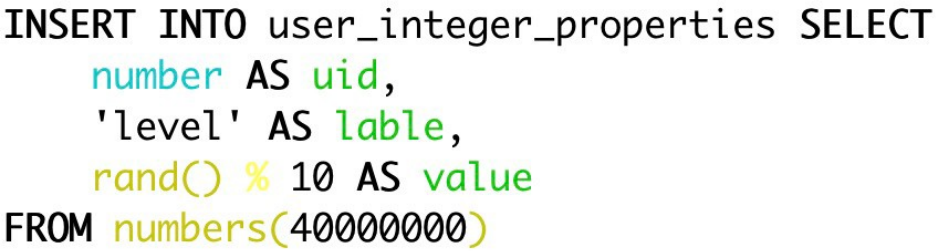 INSERT INTO user_integer_properties SELECT
number AS uid,
'level' AS lable,
rand() % 10 AS value
FROM numbers(40000000)